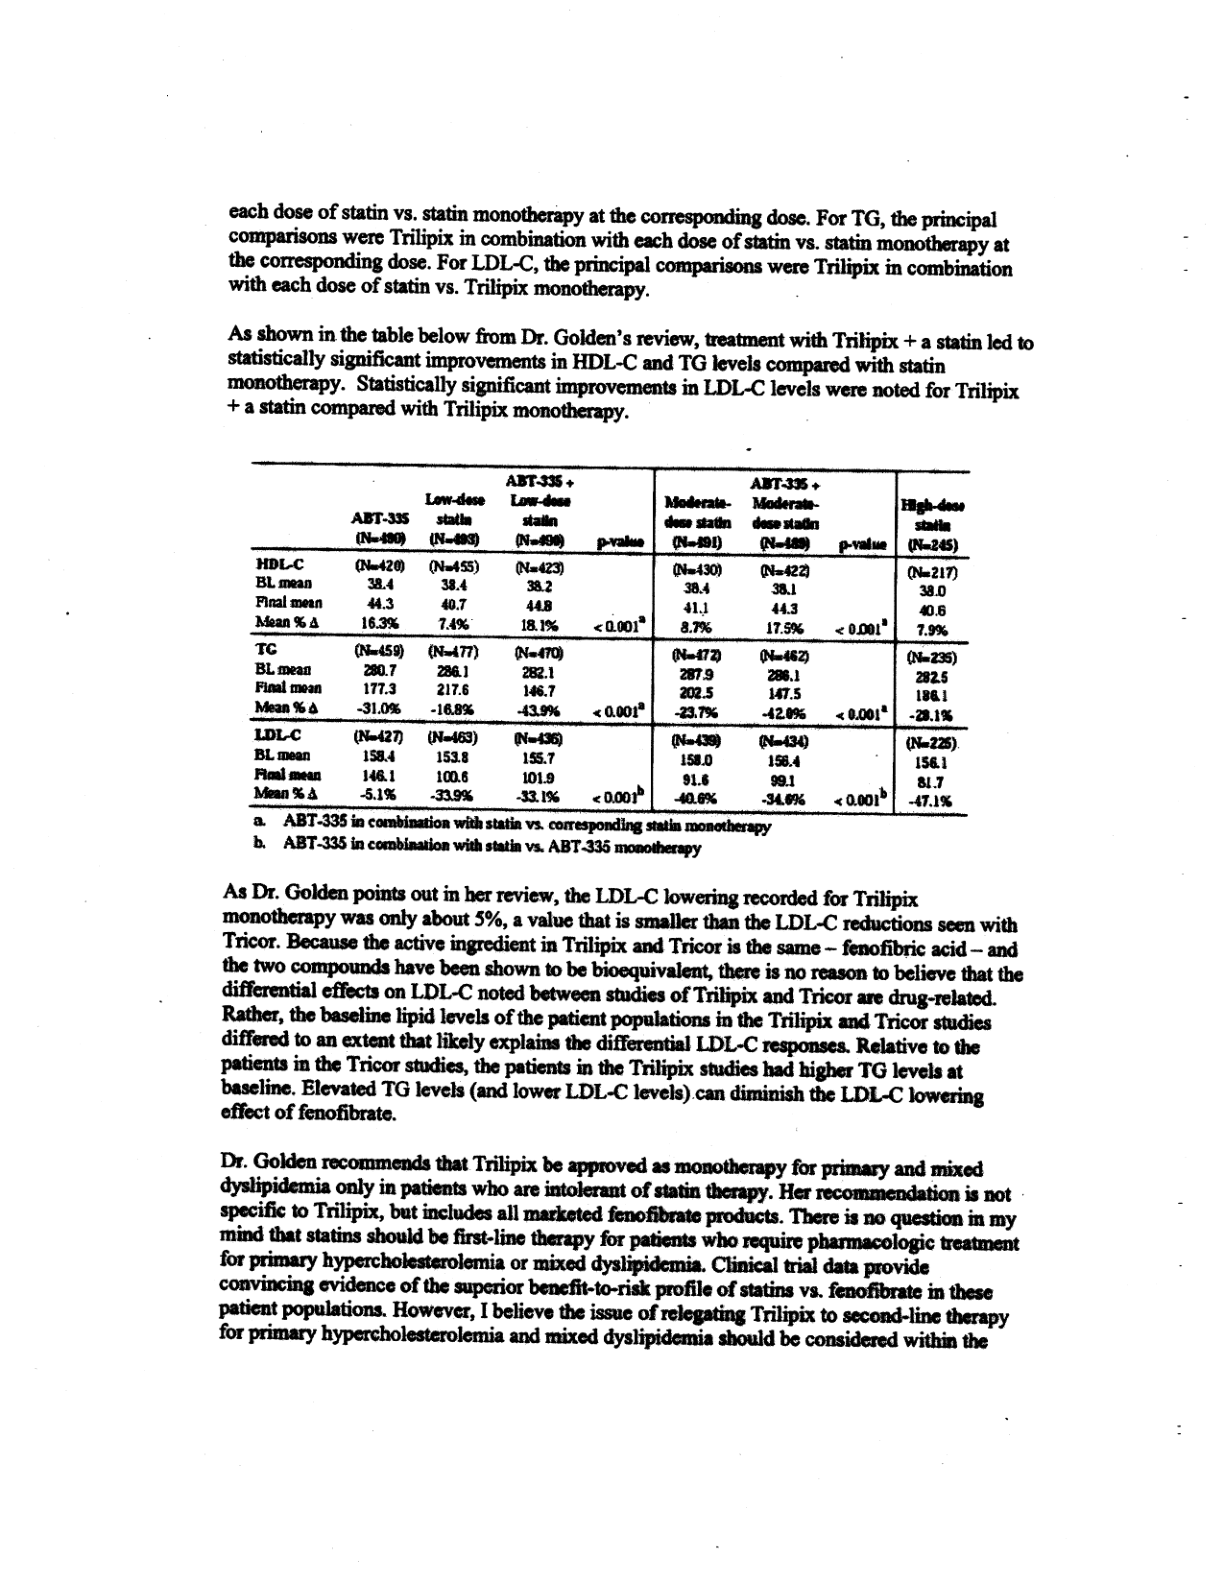 each dose of statin vs. statin monotherapy at the corresponding dose. For TG, the principal
comparisons were Trilipix in combination with each dose of statin vs. statin monotherapy at
the corresponding dose. For LDL-C, the principal comparisons were Trilipix in combination
with each dose of statin vs. Trilipix monotherapy.
As shown in the table below from Dr. Golden's review, treatment with Trilipix + a statin led to
statistically significant improvements in HDL-C and TG levels compared with statin
monotherapy. Statistically significant improvements in LDL-C levels were noted for Trilipix
+ a statin compared with Trilipix monotherapy.
ABT-335 + ABT-335 +
Low-dose Low-dose Moderate- Moderate- High-dose
ABT-335 statin statin dose statin dose statin statin
(N=490) (N=493) (N=490) p-value (N=491) (N=489) p-value (N=245)
HDL-C (N=420) (N=455) (N=423) (N=430) (N=422) (N=217)
BL mean 38.4 38.4 38.2 38.4 38.1 38.0
Final mean 44.3 40.7 44.8 41.1 44.3 40.6
Mean % Δ 16.3% 7.4% 18.1% < 0.001a 8.7% 17.5% < 0.001a 7.9%
TG (N=459) (N=477) (N=470) (N=472) (N=462) (N=235)
BL mean 280.7 286.1 282.1 287.9 286.1 282.5
Final mean 177.3 217.6 146.7 202.5 147.5 186.1
Mean % Δ -31.0% -16.8% -43.9% < 0.001a -23.7% -42.0% < 0.001a -28.1%
LDL-C (N=427) (N=463) (N=436) (N=439) (N=434) (N=225)
BL mean 158.4 153.8 155.7 158.0 156.4 156.1
Final mean 146.1 100.6 101.9 91.6 99.1 81.7
Mean % Δ -5.1% -33.9% -33.1% < 0.001b -40.6% -34.6% < 0.001b -47.1%
a. ABT-335 in combination with statin vs. corresponding statin monotherapy
b. ABT-335 in combination with statin vs. ABT-335 monotherapy
As Dr. Golden points out in her review, the LDL-C lowering recorded for Trilipix
monotherapy was only about 5%, a value that is smaller than the LDL-C reductions seen with
Tricor. Because the active ingredient in Trilipix and Tricor is the same – fenofibric acid – and
the two compounds have been shown to be bioequivalent, there is no reason to believe that the
differential effects on LDL-C noted between studies of Trilipix and Tricor are drug-related.
Rather, the baseline lipid levels of the patient populations in the Trilipix and Tricor studies
differed to an extent that likely explains the differential LDL-C responses. Relative to the
patients in the Tricor studies, the patients in the Trilipix studies had higher TG levels at
baseline. Elevated TG levels (and lower LDL-C levels) can diminish the LDL-C lowering
effect of fenofibrate.
Dr. Golden recommends that Trilipix be approved as monotherapy for primary and mixed
dyslipidemia only in patients who are intolerant of statin therapy. Her recommendation is not
specific to Trilipix, but includes all marketed fenofibrate products. There is no question in my
mind that statins should be first-line therapy for patients who require pharmacologic treatment
for primary hypercholesterolemia or mixed dyslipidemia. Clinical trial data provide
convincing evidence of the superior benefit-to-risk profile of statins vs. fenofibrate in these
patient populations. However, I believe the issue of relegating Trilipix to second-line therapy
for primary hypercholesterolemia and mixed dyslipidemia should be considered within the